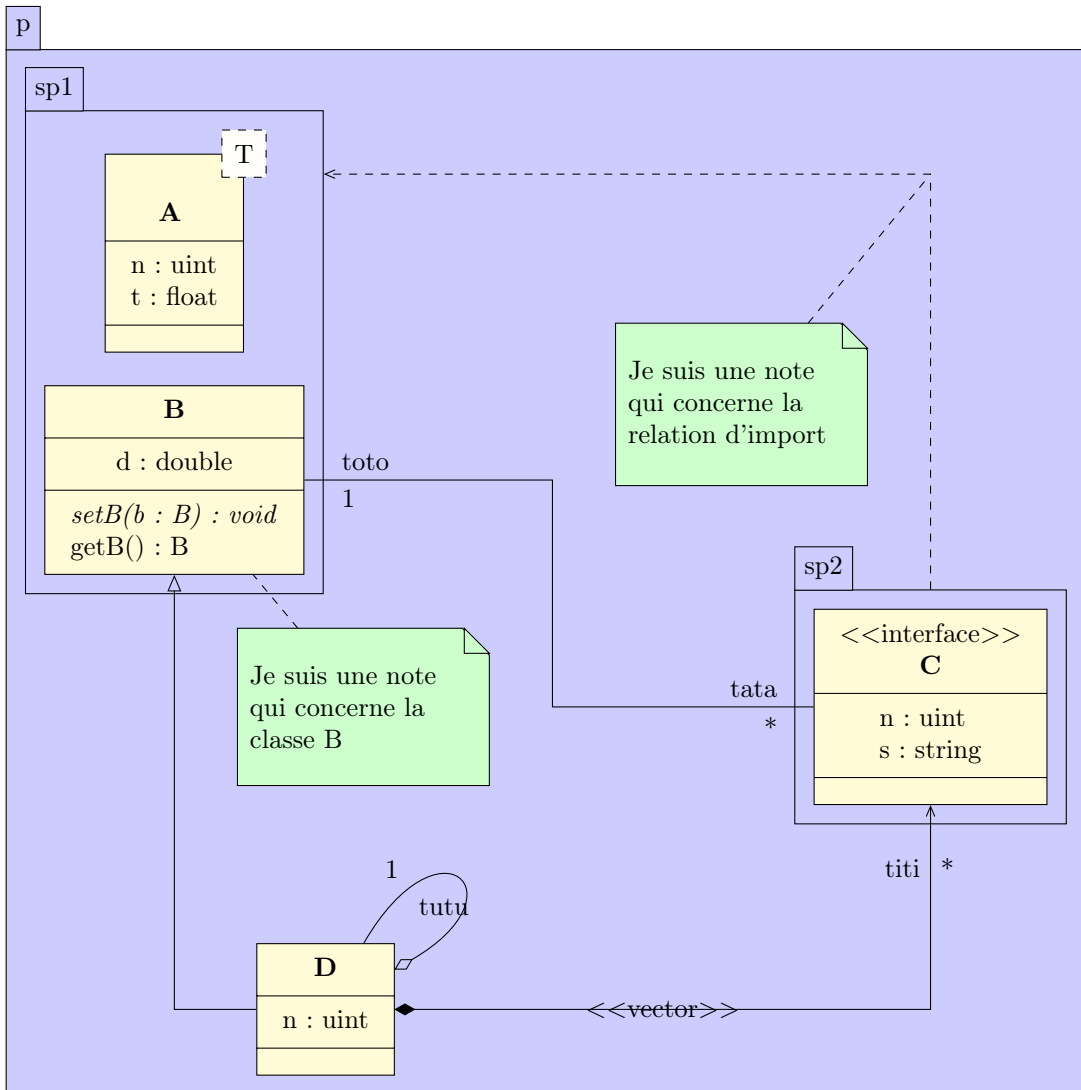 p
sp1
T
A
n : uint
t : float
B
d : double
setB(b : B) : void
getB() : B
toto
1
Je suis une note
qui concerne la
relation d'import
sp2
<<interface>>
C
n : uint
s : string
tata
*
Je suis une note
qui concerne la
classe B
titi
*
1
tutu
D
n : uint
<<vector>>